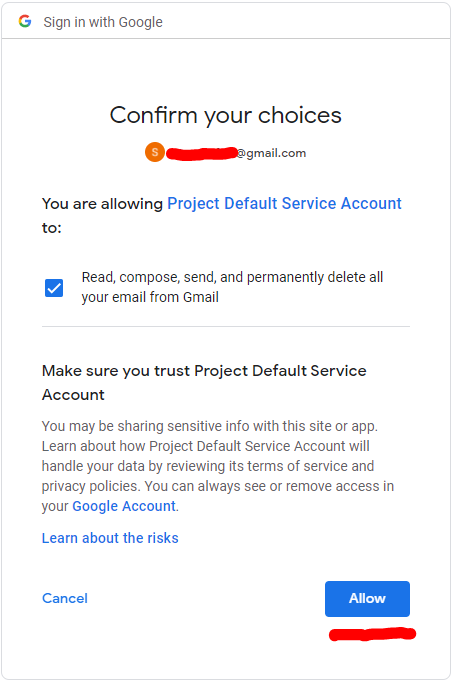 Sign in with Google
Confirm your choices
S @gmail.com
You are allowing Project Default Service Account
to:
Read, compose, send, and permanently delete all
your email from Gmail
Make sure you trust Project Default Service
Account
You may be sharing sensitive info with this site or app.
Learn about how Project Default Service Account will
handle your data by reviewing its terms of service and
privacy policies. You can always see or remove access in
your Google Account.
Learn about the risks
Cancel Allow